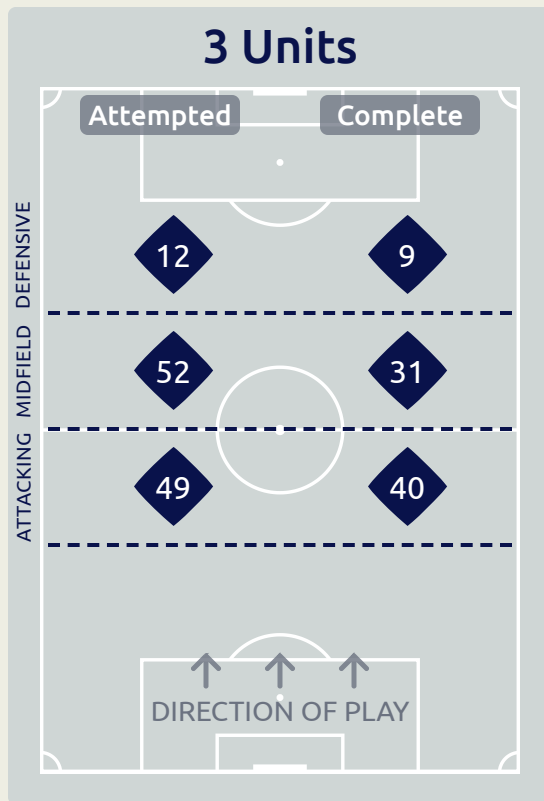 3 Units
Attempted Complete
DEFENSIVE
12 9
MIDFIELD
52 31
ATTACKING
49 40
DIRECTION OF PLAY